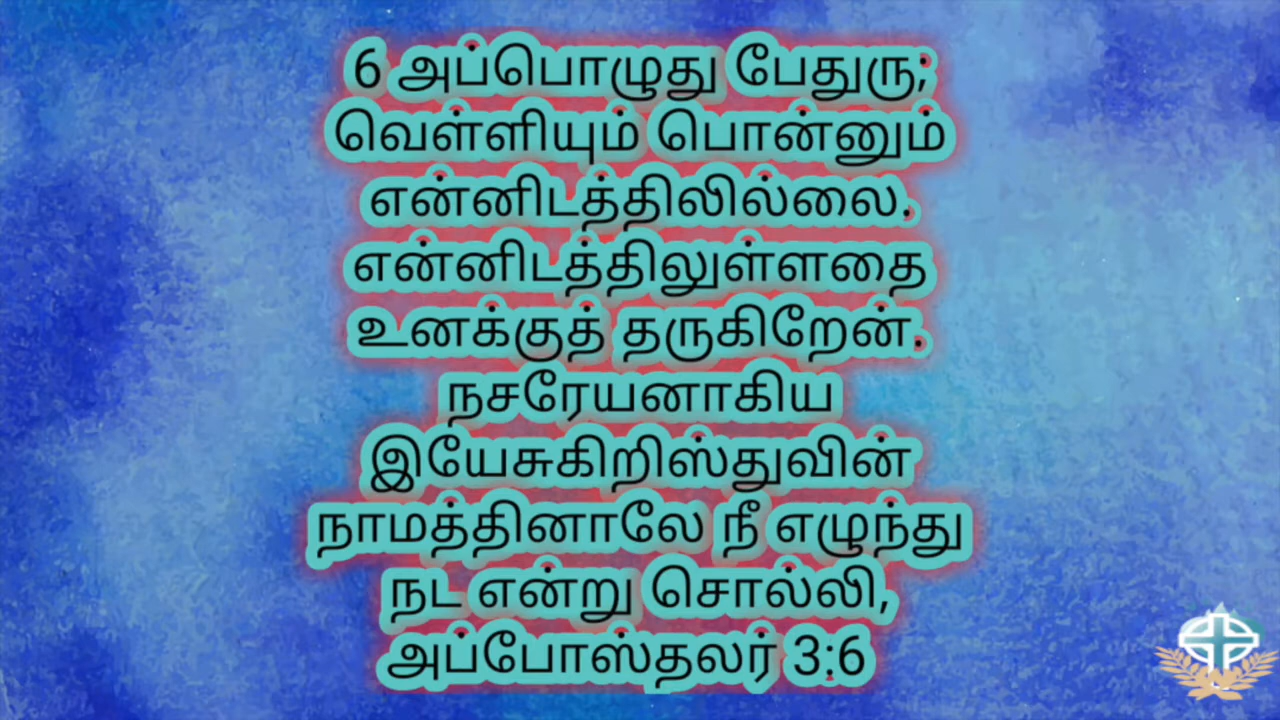 6 அப்பொழுது பேதுரு;
வெள்ளியும் பொன்னும்
என்னிடத்திலில்லை.
என்னிடத்திலுள்ளதை
உனக்குத் தருகிறேன்.
நசரேயனாகிய
இயேசுகிறிஸ்துவின்
நாமத்தினாலே நீ எழுந்து
நட என்று சொல்லி,
அப்போஸ்தலர் 3:6